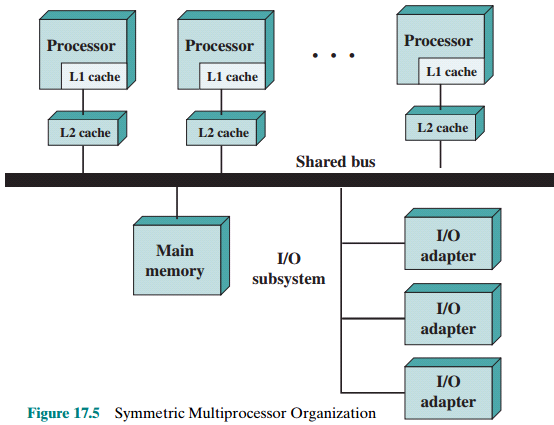 Processor
L1 cache
L2 cache
Processor
L1 cache
L2 cache
. . .
Processor
L1 cache
L2 cache
Shared bus
Main
memory
I/O
subsystem
I/O
adapter
I/O
adapter
I/O
adapter
Figure 17.5 Symmetric Multiprocessor Organization